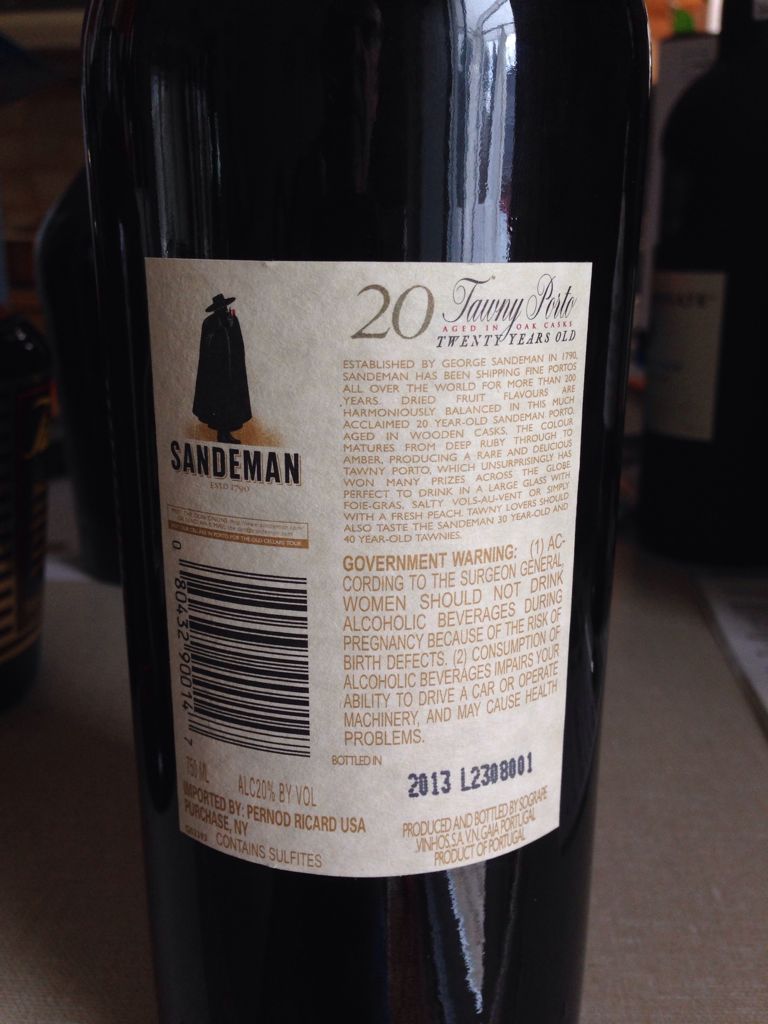 20 Tawny Porto
AGED IN OAK CASKS
TWENTY YEARS OLD
SANDEMAN
ESTD 1790
ESTABLISHED BY GEORGE SANDEMAN IN 1790,
SANDEMAN HAS BEEN SHIPPING FINE PORTOS
ALL OVER THE WORLD FOR MORE THAN 200
YEARS. DRIED FRUIT FLAVOURS ARE
HARMONIOUSLY BALANCED IN THIS MUCH
ACCLAIMED 20 YEAR-OLD SANDEMAN PORTO.
AGED IN WOODEN CASKS, THE COLOUR
MATURES FROM DEEP RUBY THROUGH TO
AMBER, PRODUCING A RARE AND DELICIOUS
TAWNY PORTO, WHICH UNSURPRISINGLY HAS
WON MANY PRIZES ACROSS THE GLOBE.
PERFECT TO DRINK IN A LARGE GLASS WITH
FOIE-GRAS, SALTY VOLS-AU-VENT OR SIMPLY
WITH A FRESH PEACH. TAWNY LOVERS SHOULD
ALSO TASTE THE SANDEMAN 30 YEAR-OLD AND
40 YEAR-OLD TAWNIES.
GOVERNMENT WARNING: (1) AC-
CORDING TO THE SURGEON GENERAL,
WOMEN SHOULD NOT DRINK
ALCOHOLIC BEVERAGES DURING
PREGNANCY BECAUSE OF THE RISK OF
BIRTH DEFECTS. (2) CONSUMPTION OF
ALCOHOLIC BEVERAGES IMPAIRS YOUR
ABILITY TO DRIVE A CAR OR OPERATE
MACHINERY, AND MAY CAUSE HEALTH
PROBLEMS.
0 80432 90014 7
BOTTLED IN
2013 L2308001
750 ML ALC20% BY VOL
IMPORTED BY: PERNOD RICARD USA
PURCHASE, NY
CONTAINS SULFITES
PRODUCED AND BOTTLED BY SOGRAPE
VINHOS, S.A. V.N. GAIA PORTUGAL
PRODUCT OF PORTUGAL